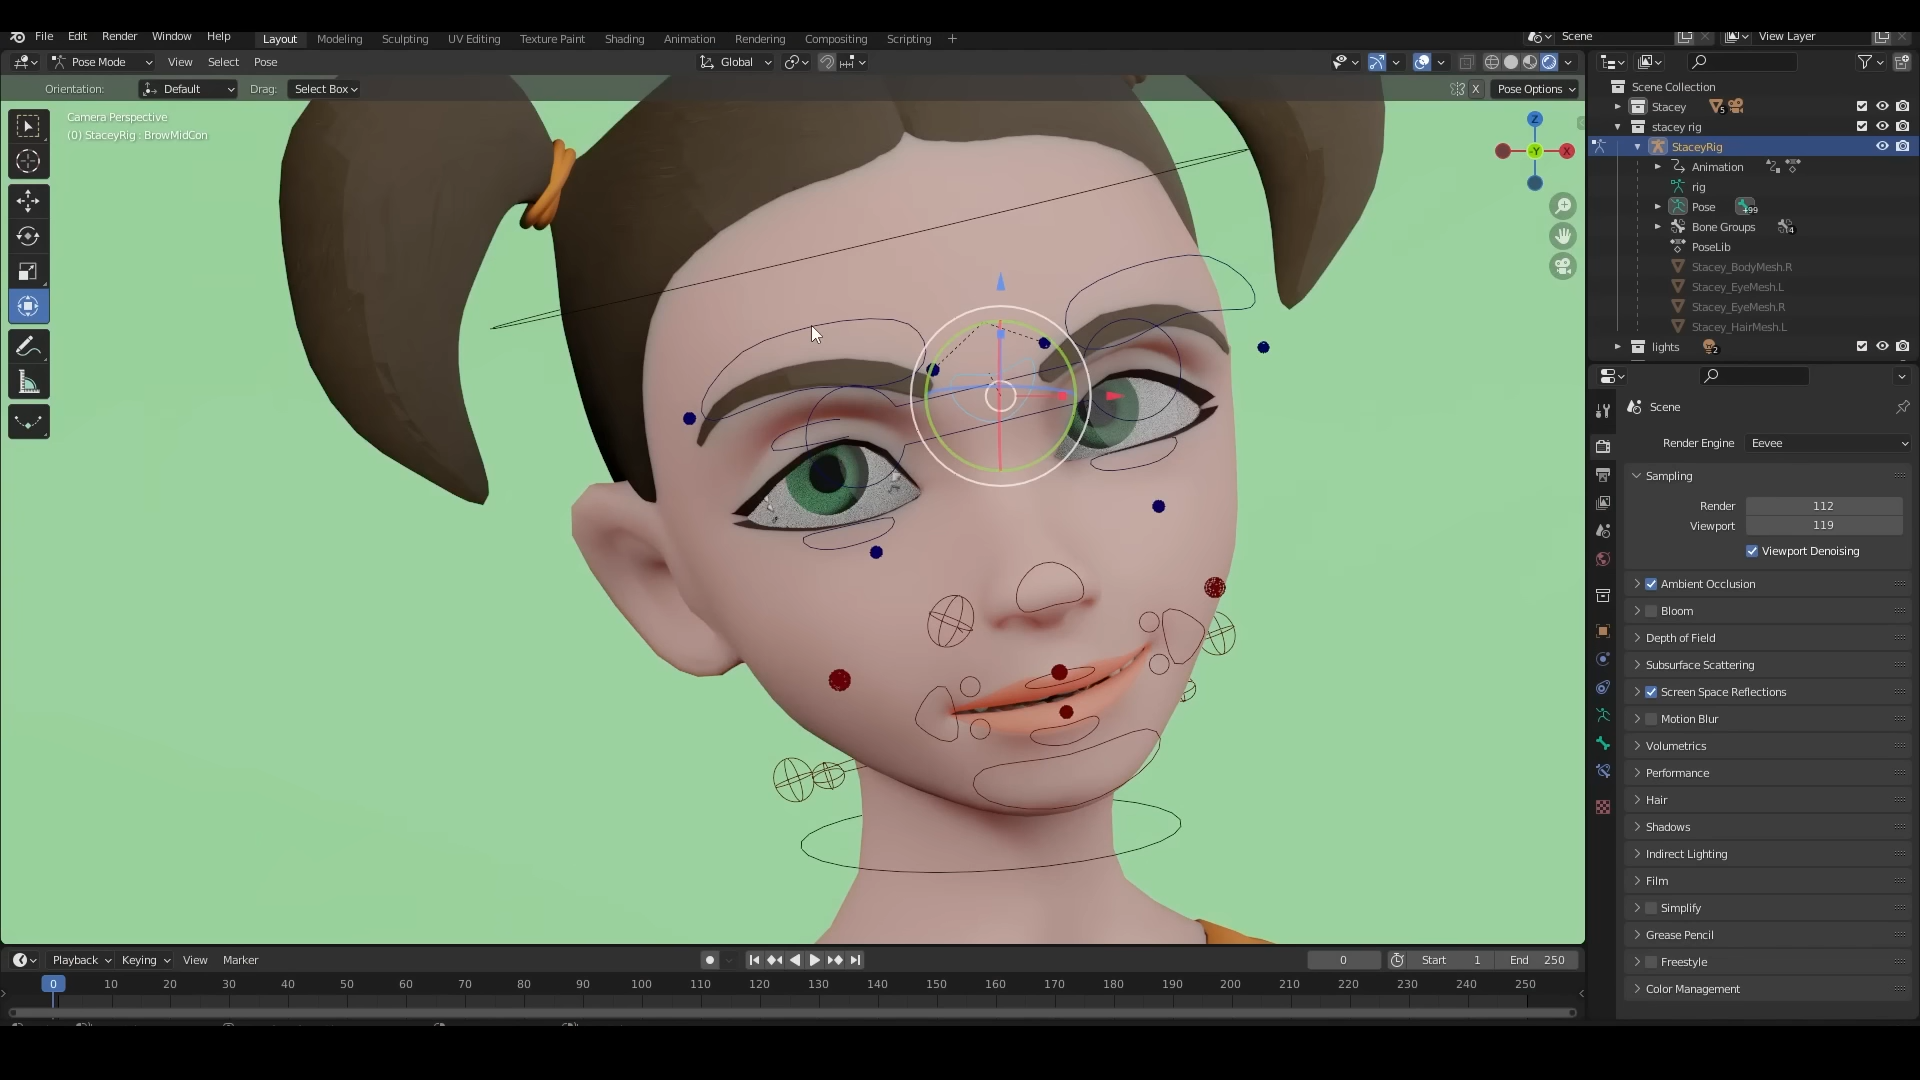 File Edit Render Window Help Layout Modeling Sculpting UV Editing Texture Paint Shading Animation Rendering Compositing Scripting + Scene View Layer
Pose Mode View Select Pose Global
Orientation: Default Drag: Select Box X Pose Options
Camera Perspective
(0) StaceyRig : BrowMidCon
Z
-Y
X
Scene Collection
Stacey 5
stacey rig
StaceyRig
Animation
rig
Pose +99
Bone Groups 4
PoseLib
Stacey_BodyMesh.R
Stacey_EyeMesh.L
Stacey_EyeMesh.R
Stacey_HairMesh.L
lights 2
Scene
Render Engine Eevee
Sampling
Render 112
Viewport 119
Viewport Denoising
Ambient Occlusion
Bloom
Depth of Field
Subsurface Scattering
Screen Space Reflections
Motion Blur
Volumetrics
Performance
Hair
Shadows
Indirect Lighting
Film
Simplify
Grease Pencil
Freestyle
Color Management
Playback Keying View Marker 0 Start 1 End 250
0 10 20 30 40 50 60 70 80 90 100 110 120 130 140 150 160 170 180 190 200 210 220 230 240 250